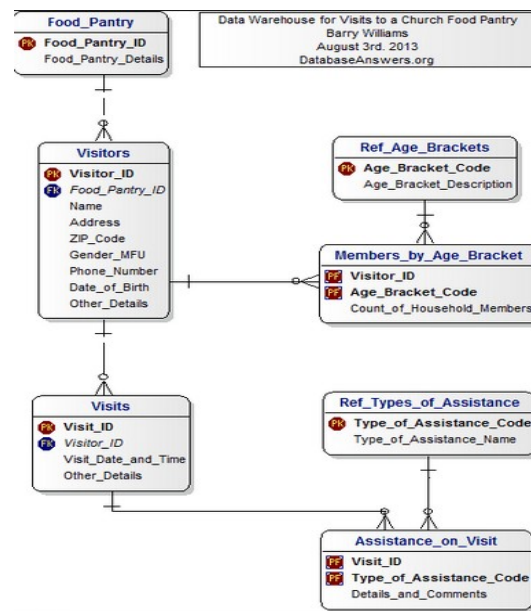 Food_Pantry
PK Food_Pantry_ID
Food_Pantry_Details
Data Warehouse for Visits to a Church Food Pantry
Barry Williams
August 3rd. 2013
DatabaseAnswers.org
Visitors
PK Visitor_ID
FK Food_Pantry_ID
Name
Address
ZIP_Code
Gender_MFU
Phone_Number
Date_of_Birth
Other_Details
Ref_Age_Brackets
PK Age_Bracket_Code
Age_Bracket_Description
Members_by_Age_Bracket
PF Visitor_ID
PF Age_Bracket_Code
Count_of_Household_Members
Visits
PK Visit_ID
FK Visitor_ID
Visit_Date_and_Time
Other_Details
Ref_Types_of_Assistance
PK Type_of_Assistance_Code
Type_of_Assistance_Name
Assistance_on_Visit
PF Visit_ID
PF Type_of_Assistance_Code
Details_and_Comments